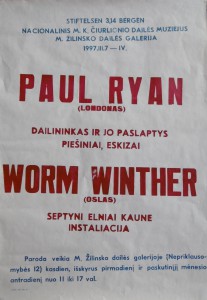 STIFTELSEN 3,14 BERGEN
NACIONALINIS M. K. ČIURLIONIO DAILĖS MUZIEJUS
M. ŽILINSKO DAILĖS GALERIJA
1997.II.7 — IV.
PAUL RYAN
(LONDONAS)
DAILININKAS IR JO PASLAPTYS
PIEŠINIAI, ESKIZAI
WORM WINTHER
(OSLAS)
SEPTYNI ELNIAI KAUNE
INSTALIACIJA
Paroda veikia M. Žilinsko dailės galerijoje (Nepriklauso-
mybės 12) kasdien, išskyrus pirmadienį ir paskutinįjį mėnesio
antradienį nuo 11 iki 17 val.